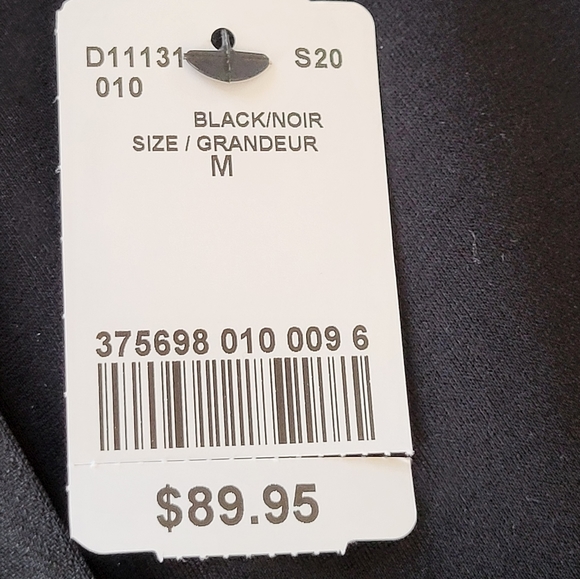 D11131 S20
010
BLACK/NOIR
SIZE / GRANDEUR
M
375698 010 009 6
$89.95